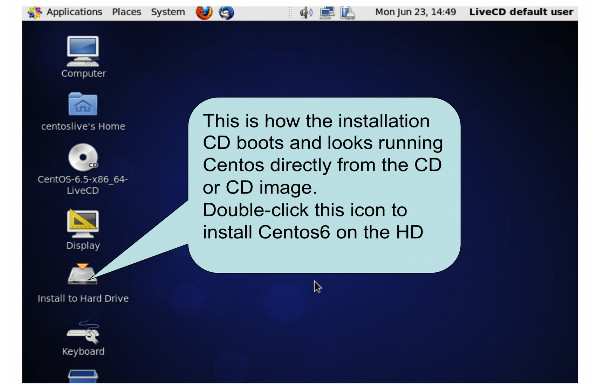 Applications Places System Mon Jun 23, 14:49 LiveCD default user
Computer
centoslive's Home
CentOS-6.5-x86_64-
LiveCD
Display
Install to Hard Drive
Keyboard
This is how the installation
CD boots and looks running
Centos directly from the CD
or CD image.
Double-click this icon to
install Centos6 on the HD